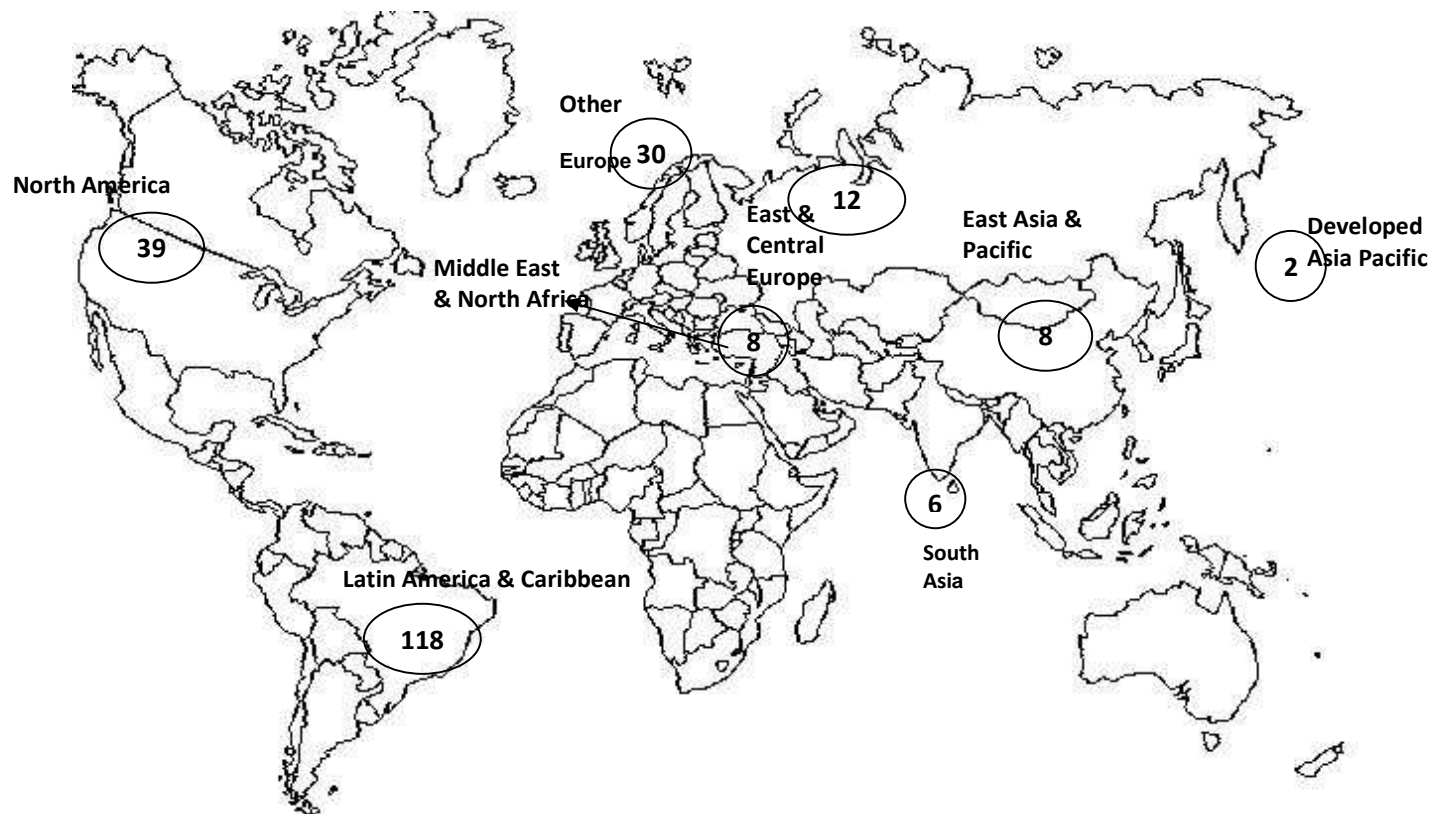 Other
Europe
30
North America
39
12
East &
Central
Europe
East Asia &
Pacific
Developed
Asia Pacific
2
Middle East
& North Africa
8
8
6
South
Asia
Latin America & Caribbean
118